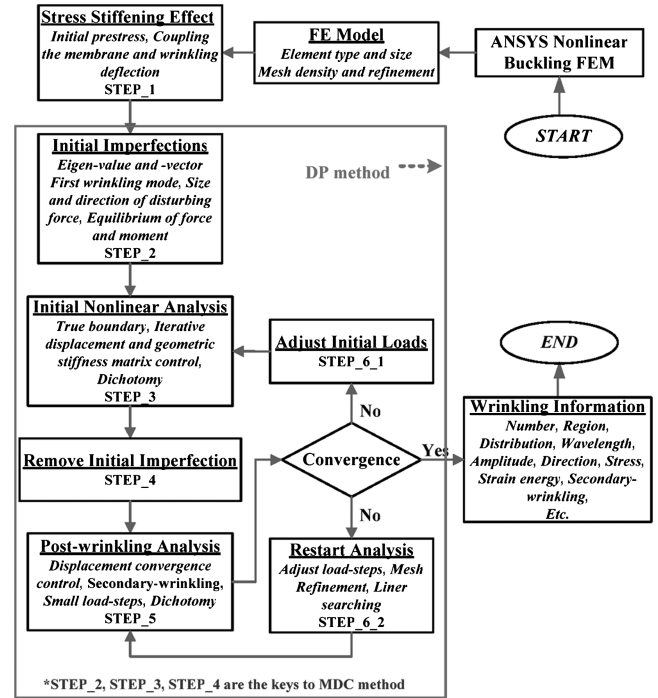 Stress Stiffening Effect
Initial prestress, Coupling
the membrane and wrinkling
deflection
STEP_1
FE Model
Element type and size
Mesh density and refinement
ANSYS Nonlinear
Buckling FEM
START
DP method
Initial Imperfections
Eigen-value and -vector
First wrinkling mode, Size
and direction of disturbing
force, Equilibrium of force
and moment
STEP_2
Initial Nonlinear Analysis
True boundary, Iterative
displacement and geometric
stiffness matrix control,
Dichotomy
STEP_3
Adjust Initial Loads
STEP_6_1
END
Remove Initial Imperfection
STEP_4
No
Convergence
Yes
No
Wrinkling Information
Number, Region,
Distribution, Wavelength,
Amplitude, Direction, Stress,
Strain energy, Secondary-
wrinkling,
Etc.
Post-wrinkling Analysis
Displacement convergence
control, Secondary-wrinkling,
Small load-steps, Dichotomy
STEP_5
Restart Analysis
Adjust load-steps, Mesh
Refinement, Liner
searching
STEP_6_2
*STEP_2, STEP_3, STEP_4 are the keys to MDC method